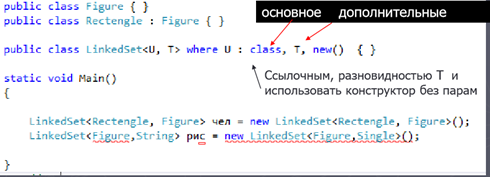 public class Figure { }
основное дополнительные
public class Rectengle : Figure { }
public class LinkedSet<U, T> where U : class, T, new() { }
Ссылочным, разновидностью Т и
использовать конструктор без парам
static void Main()
{
LinkedSet<Rectengle, Figure> чел = new LinkedSet<Rectengle, Figure>();
LinkedSet<Figure,String> рис = new LinkedSet<Figure,Single>();
}